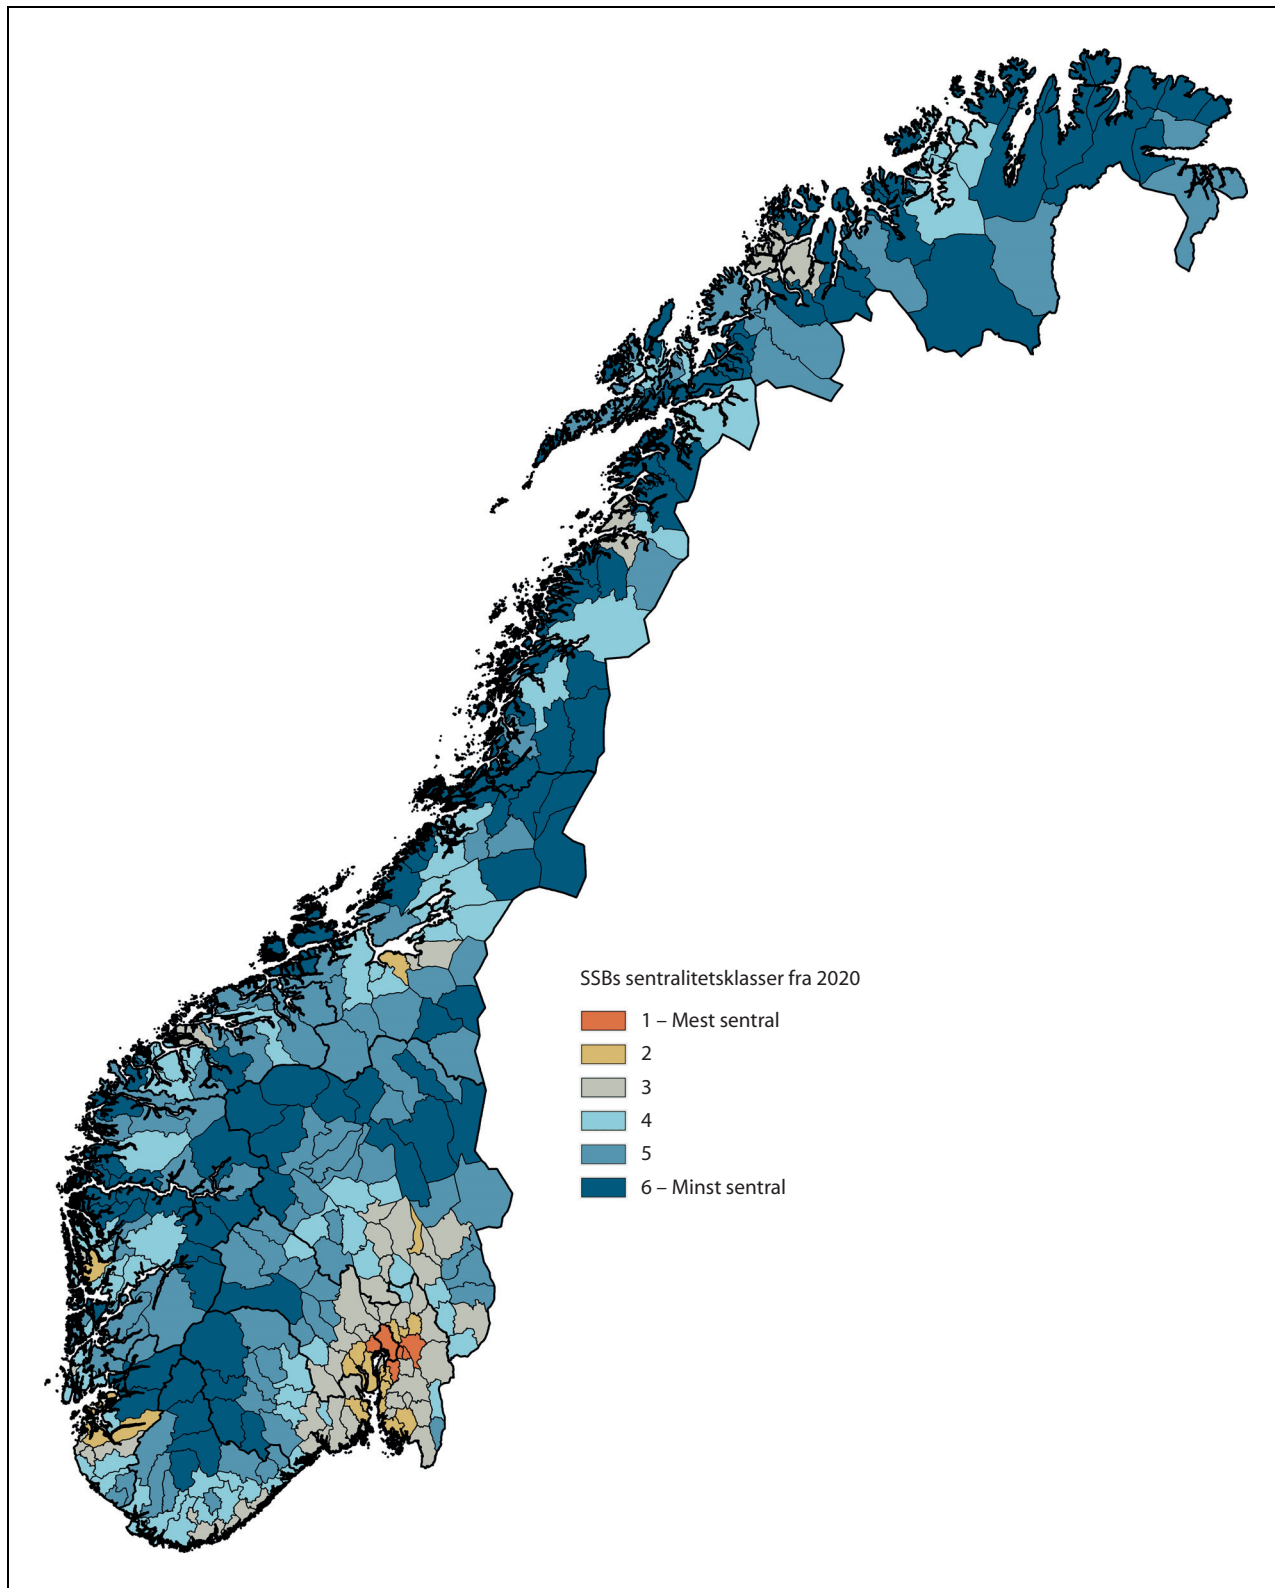 SSBs sentralitetsklasser fra 2020
1 – Mest sentral
2
3
4
5
6 – Minst sentral